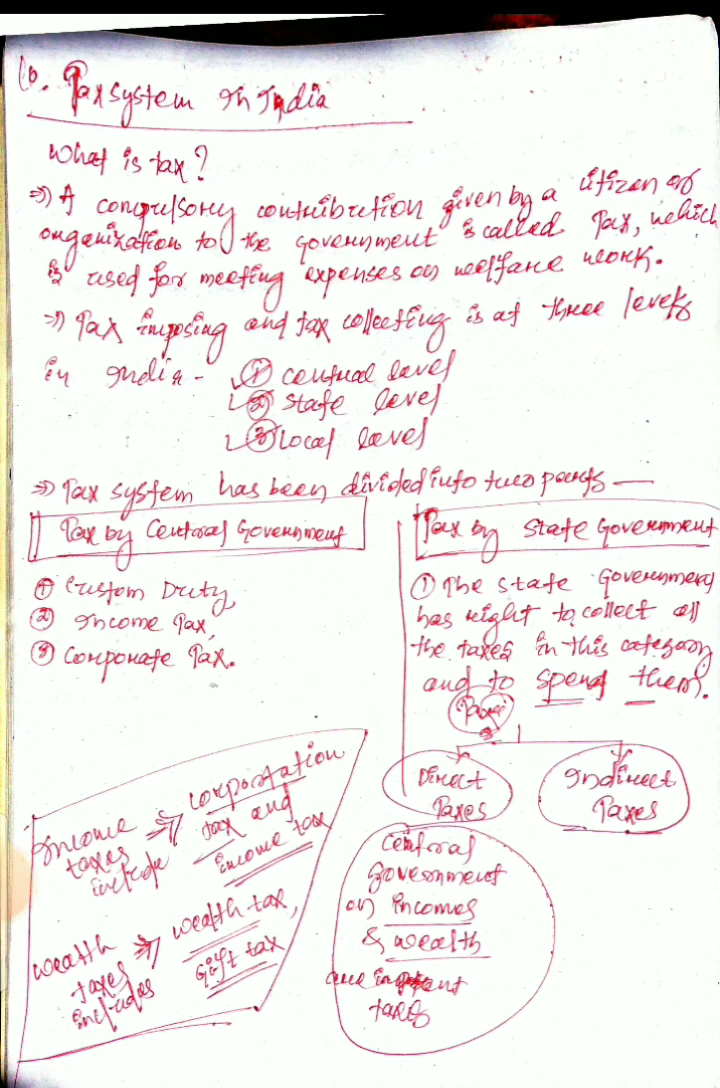 10. Tax system In India
What is tax?
⇒) A compulsory contribution given by a citizen or
organization to the government is called Tax, which
is used for meeting expenses on welfare work.
⇒) Tax imposing and tax collecting is at three levels
in India - ① central level
② state level
③ local level
⇒) Tax system has been divided into two parts —
Tax by Central Government
① Custom Duty,
② Income Tax,
③ Corporate Tax.
Tax by State Government
① The state Government
has right to collect all
the taxes in this category
and to spend them.
Direct
Taxes
Indirect
Taxes
Central
Government
on incomes
& wealth
are
taxes
Income
taxes
include
⇒ corporation
tax and
income tax
wealth
taxes
includes
⇒ wealth tax,
Gift tax